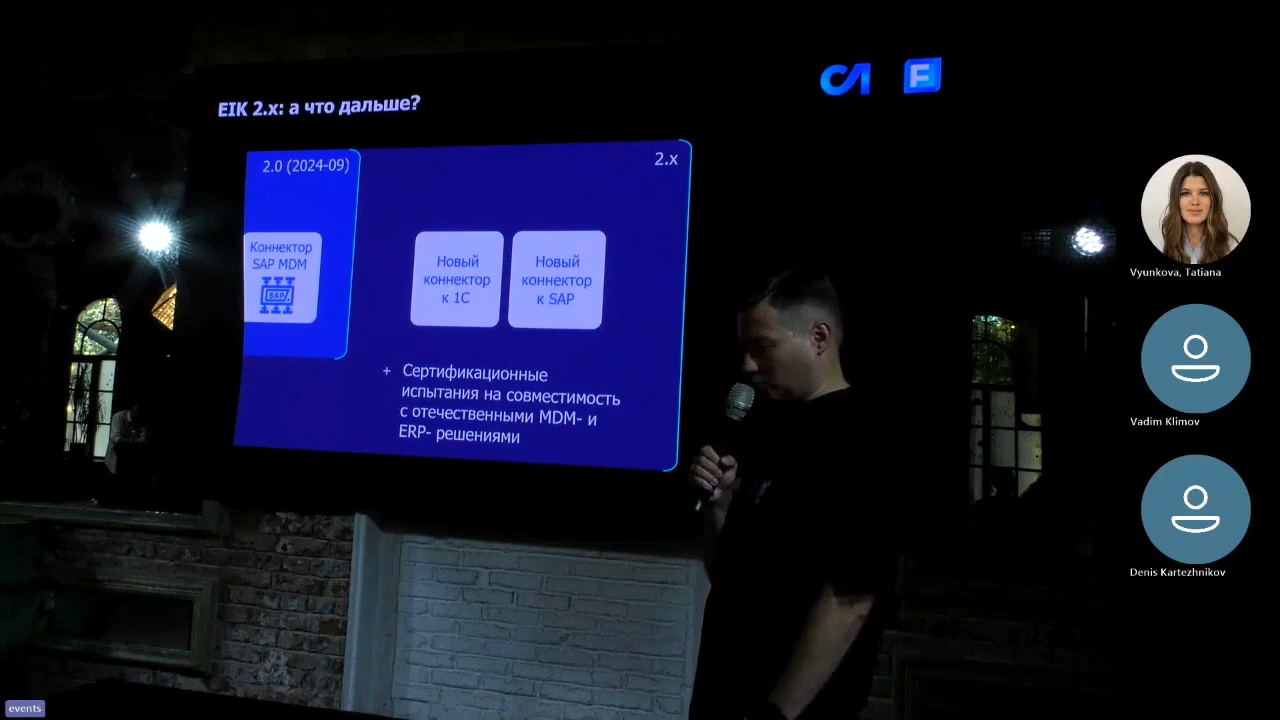 EIK 2.x: а что дальше?
2.0 (2024-09)
Коннектор
SAP MDM
SAP
2.x
Новый
коннектор
к 1С
Новый
коннектор
к SAP
+ Сертификационные
испытания на совместимость
с отечественными MDM- и
ERP- решениями
F
Vyunkova, Tatiana
Vadim Klimov
Denis Kartezhnikov
events